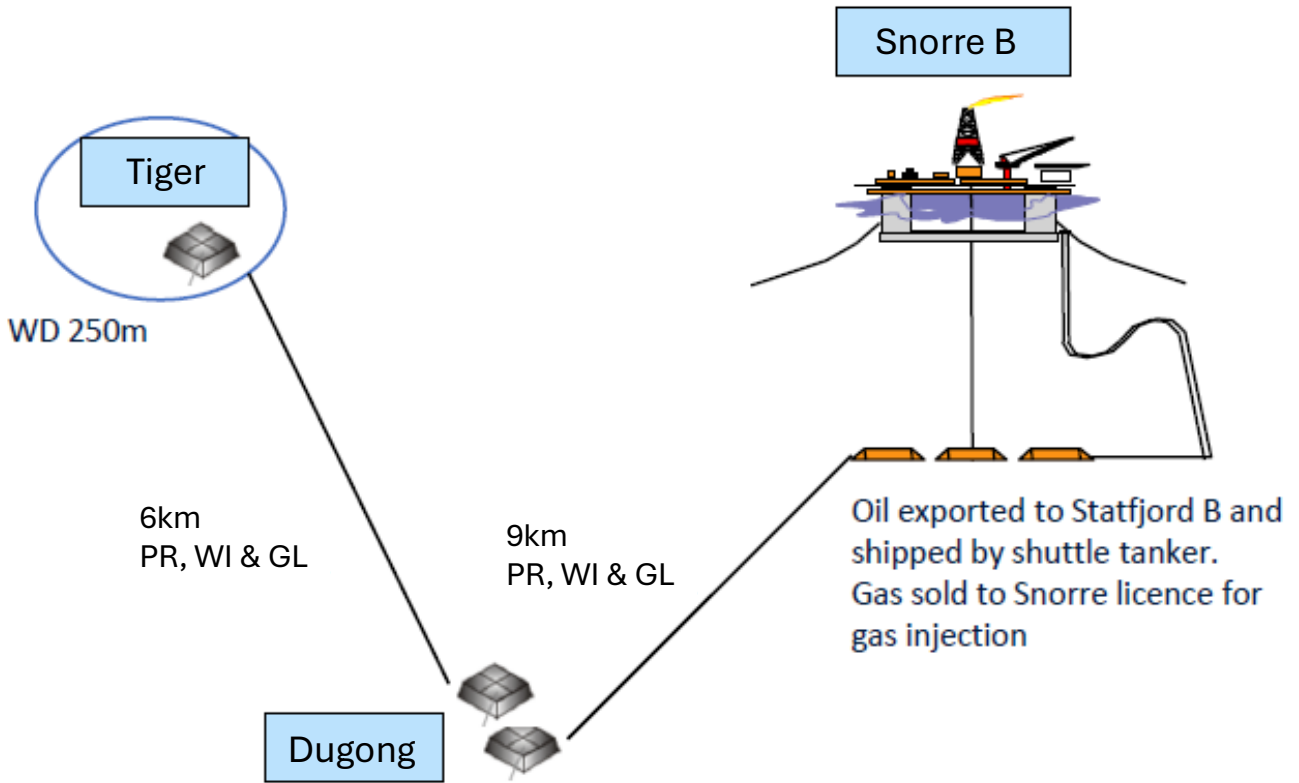 Snorre B
Tiger
WD 250m
6km
PR, WI & GL
9km
PR, WI & GL
Oil exported to Statfjord B and
shipped by shuttle tanker.
Gas sold to Snorre licence for
gas injection
Dugong